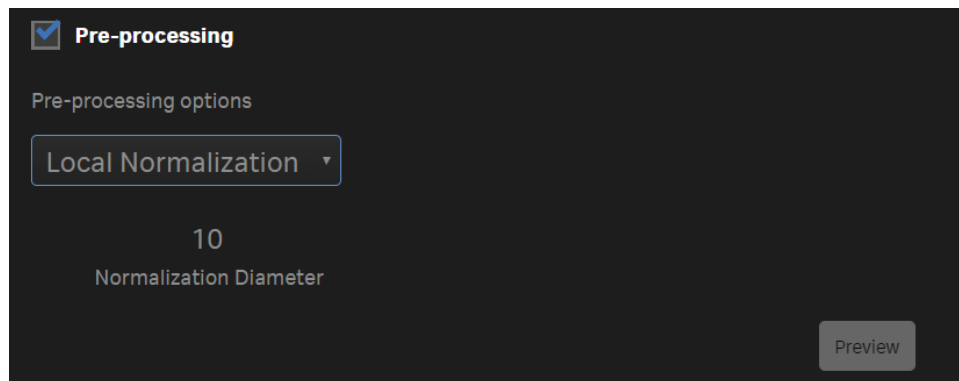 Pre-processing
Pre-processing options
Local Normalization
10
Normalization Diameter
Preview